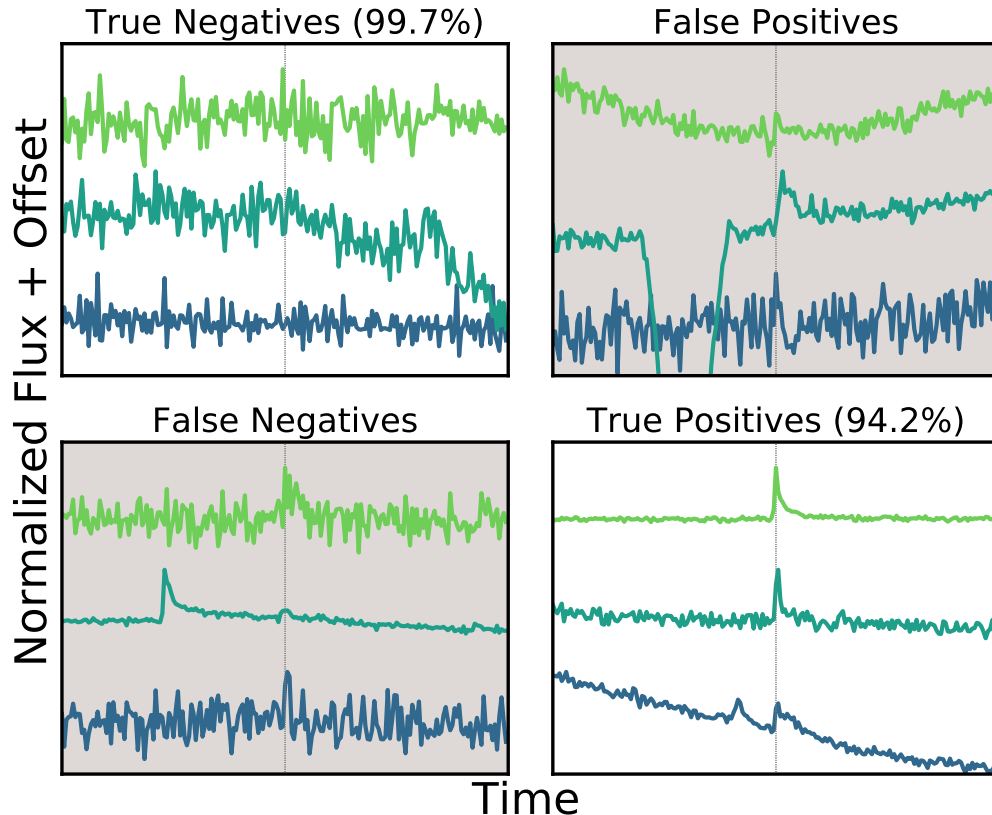 True Negatives (99.7%)
False Positives
Normalized Flux + Offset
False Negatives
True Positives (94.2%)
Time